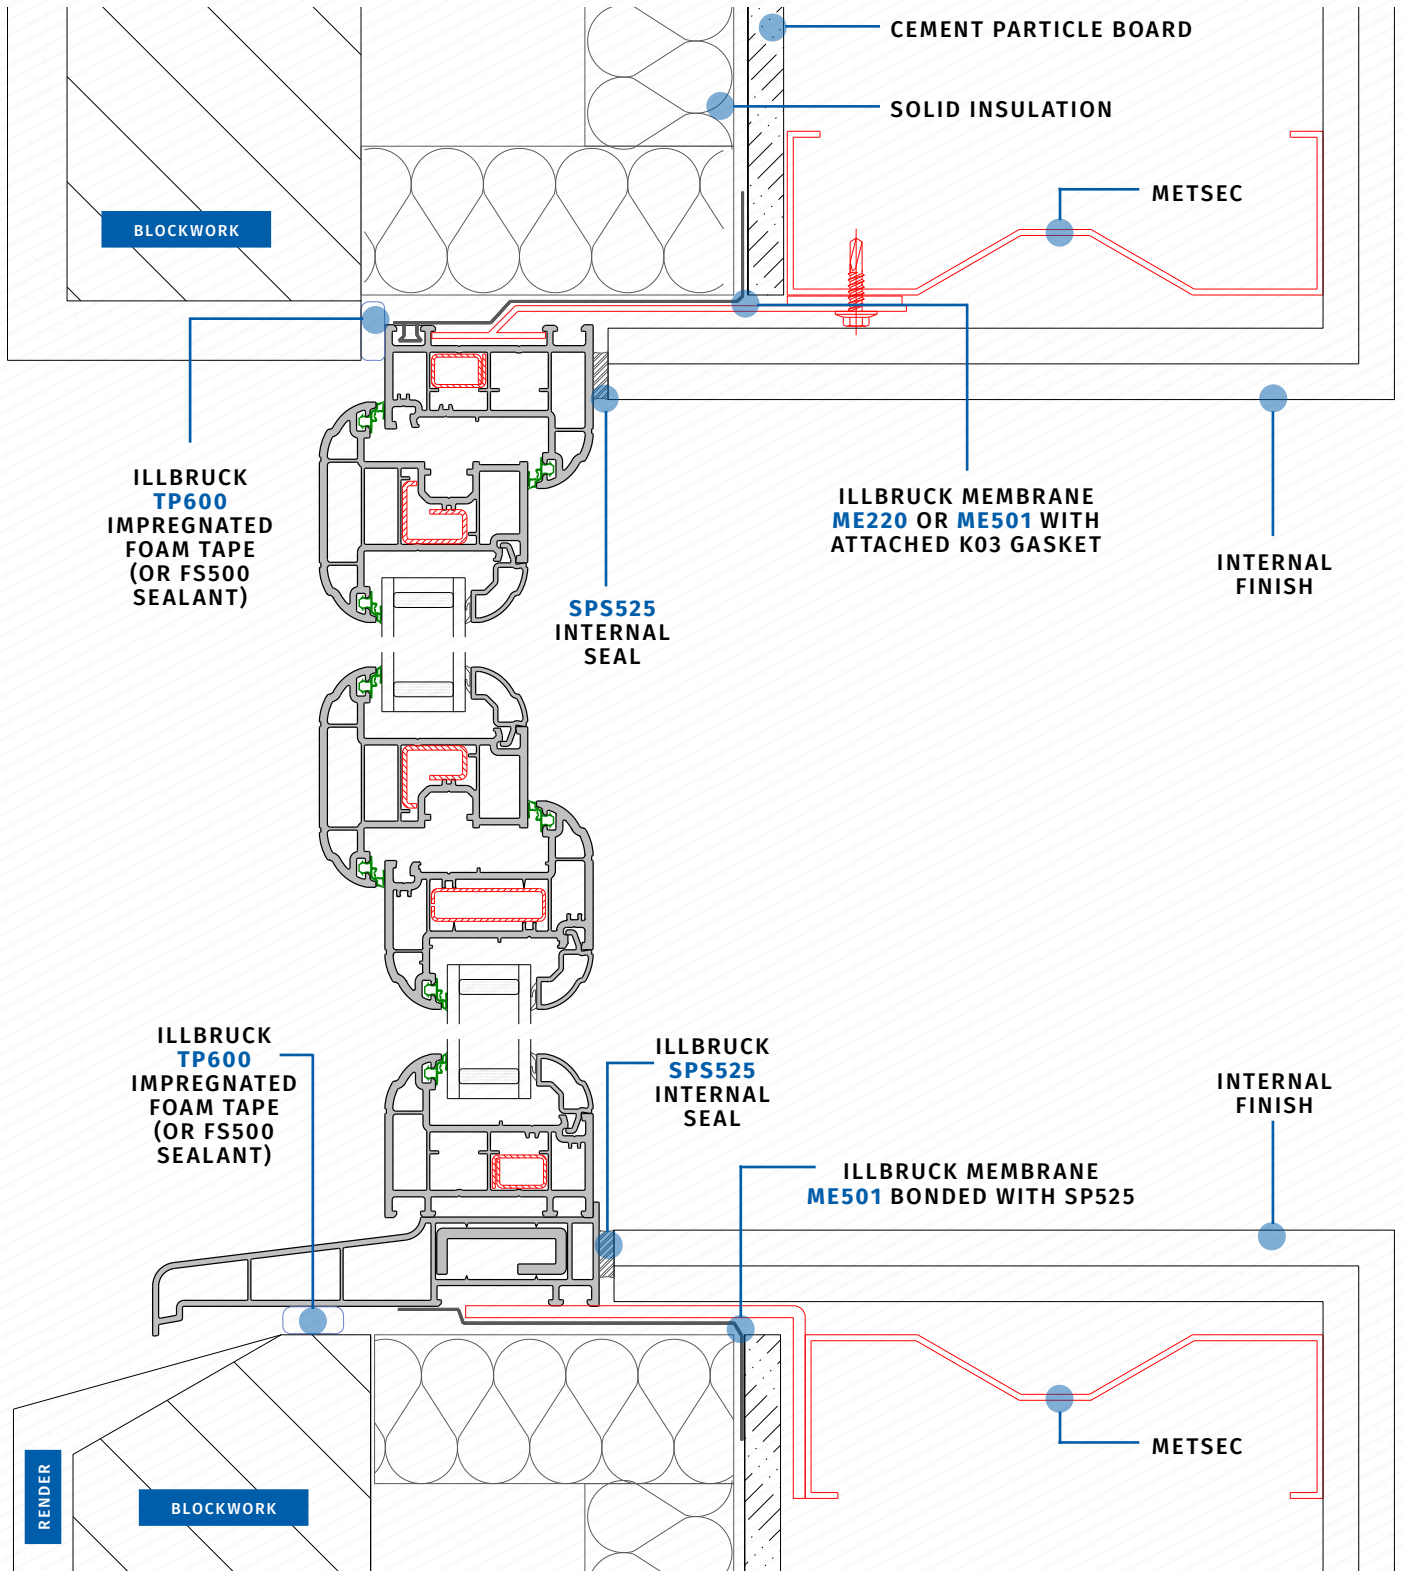 CEMENT PARTICLE BOARD
SOLID INSULATION
METSEC
BLOCKWORK
ILLBRUCK
TP600
IMPREGNATED
FOAM TAPE
(OR FS500
SEALANT)
ILLBRUCK MEMBRANE
ME220 OR ME501 WITH
ATTACHED K03 GASKET
INTERNAL
FINISH
SPS525
INTERNAL
SEAL
ILLBRUCK
TP600
IMPREGNATED
FOAM TAPE
(OR FS500
SEALANT)
ILLBRUCK
SPS525
INTERNAL
SEAL
INTERNAL
FINISH
ILLBRUCK MEMBRANE
ME501 BONDED WITH SP525
METSEC
RENDER
BLOCKWORK